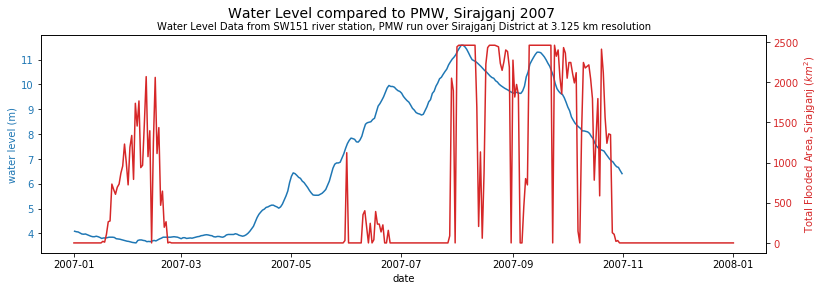 Water Level compared to PMW, Sirajganj 2007
Water Level Data from SW151 river station, PMW run over Sirajganj District at 3.125 km resolution
water level (m)
11
10
9
8
7
6
5
4
2500
2000
1500
1000
500
0
Total Flooded Area, Sirajganj (km²)
2007-01 2007-03 2007-05 2007-07 2007-09 2007-11 2008-01
date